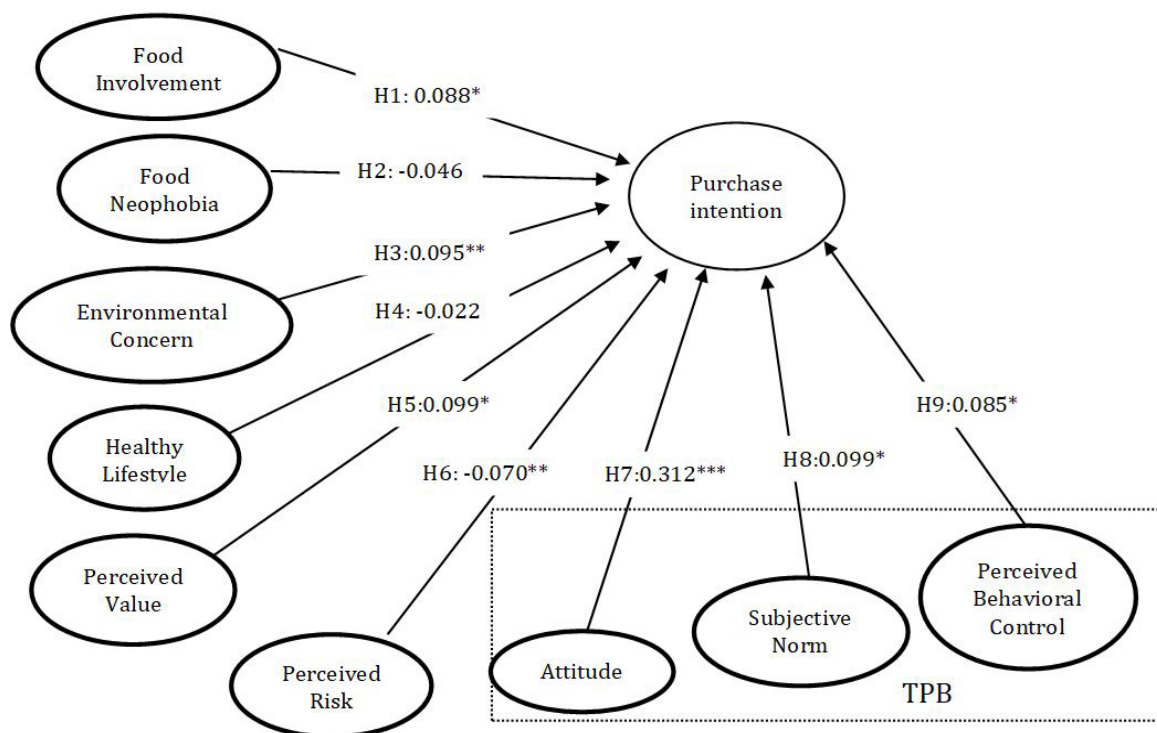 Food
Involvement
H1: 0.088*
Food
Neophobia
H2: -0.046
Purchase
intention
Environmental
Concern
H3:0.095**
H4: -0.022
Healthy
Lifestyle
H5:0.099*
H9:0.085*
H6: -0.070**
H7:0.312***
H8:0.099*
Perceived
Value
Perceived
Risk
Attitude
Subjective
Norm
Perceived
Behavioral
Control
TPB